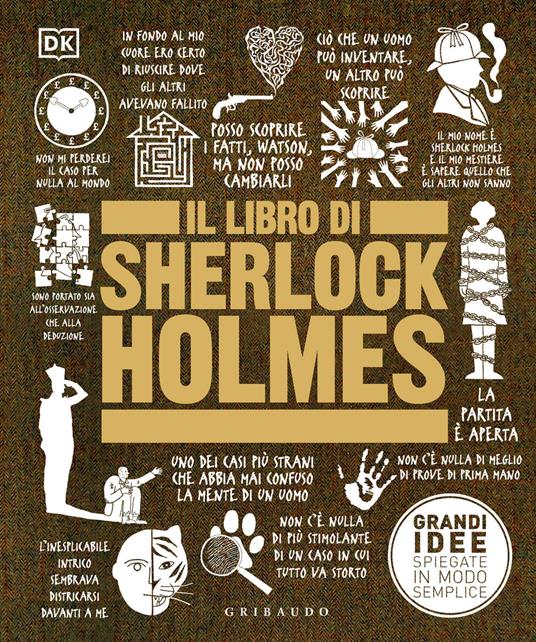 DK
IN FONDO AL MIO
CUORE ERO CERTO
DI RIUSCIRE DOVE
GLI ALTRI
AVEVANO FALLITO
CIÒ CHE UN UOMO
PUÒ INVENTARE,
UN ALTRO PUÒ
SCOPRIRE
NON MI PERDEREI
IL CASO PER
NULLA AL MONDO
POSSO SCOPRIRE
I FATTI, WATSON,
MA NON POSSO
CAMBIARLI
IL MIO NOME È
SHERLOCK HOLMES
E IL MIO MESTIERE
È SAPERE QUELLO CHE
GLI ALTRI NON SANNO
IL LIBRO DI
SHERLOCK
HOLMES
SONO PORTATO SIA
ALL'OSSERVAZIONE
CHE ALLA
DEDUZIONE
LA
PARTITA
È APERTA
UNO DEI CASI PIÙ STRANI
CHE ABBIA MAI CONFUSO
LA MENTE DI UN UOMO
NON C'È NULLA DI MEGLIO
DI PROVE DI PRIMA MANO
L'INESPLICABILE
INTRICO
SEMBRAVA
DISTRICARSI
DAVANTI A ME
NON C'È NULLA
DI PIÙ STIMOLANTE
DI UN CASO IN CUI
TUTTO VA STORTO
GRANDI
IDEE
SPIEGATE
IN MODO
SEMPLICE
GRIBAUDO